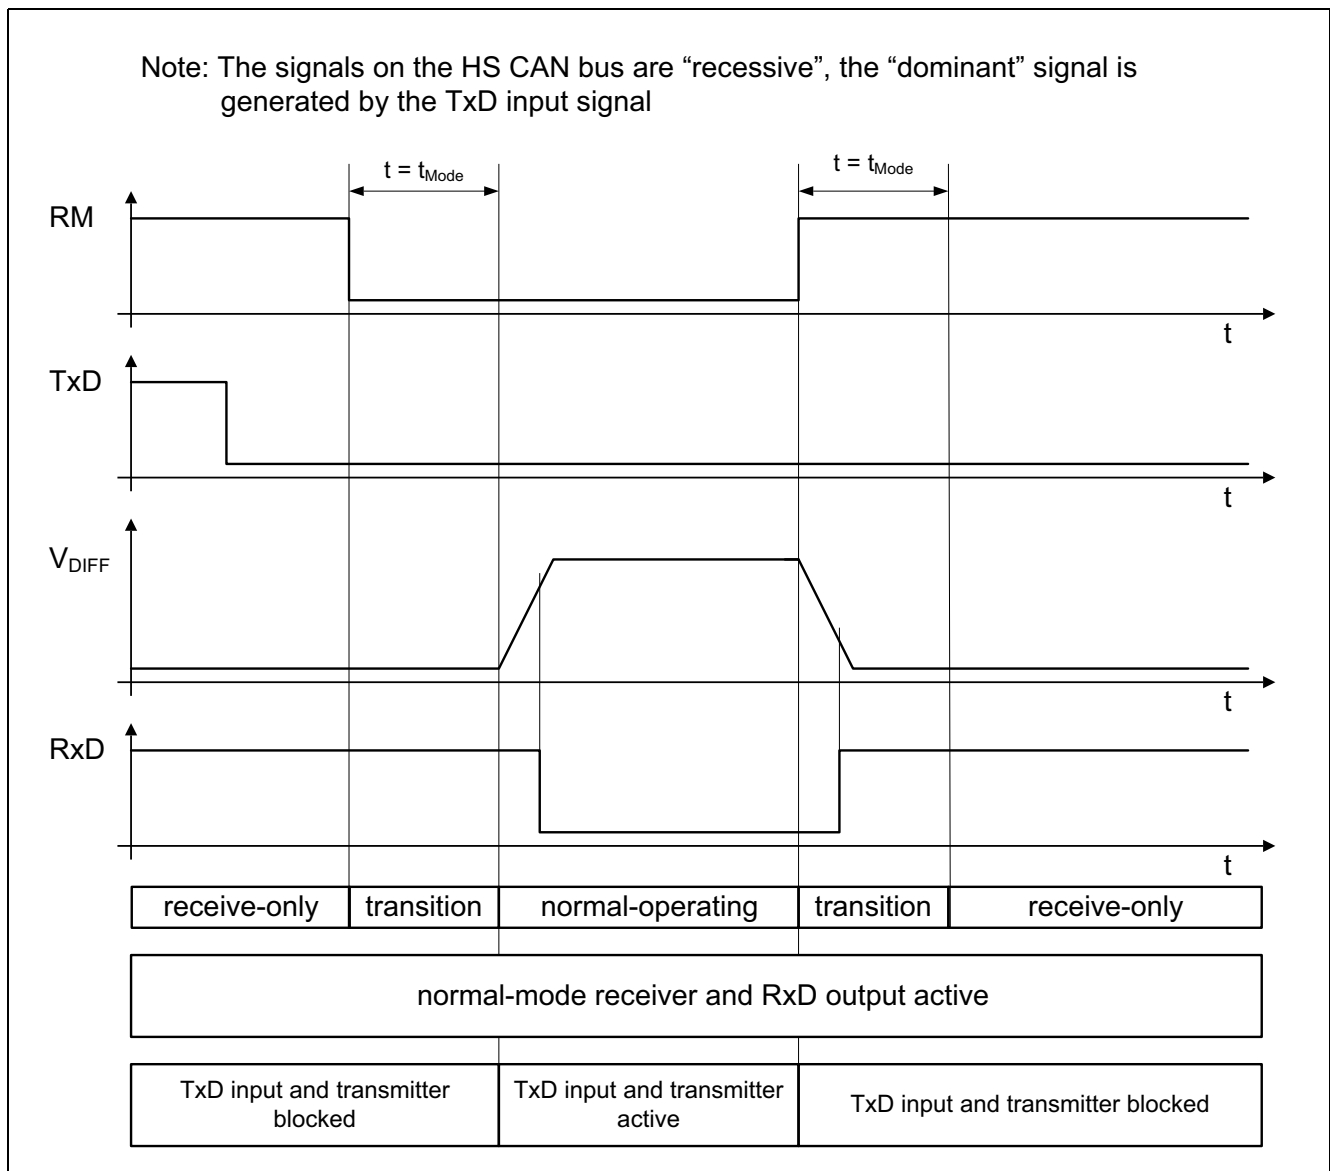 Note: The signals on the HS CAN bus are “recessive”, the “dominant” signal is
generated by the TxD input signal
t = tMode
t = tMode
RM
t
TxD
t
VDIFF
t
RxD
t
receive-only transition normal-operating transition receive-only
normal-mode receiver and RxD output active
TxD input and transmitter
blocked
TxD input and transmitter
active
TxD input and transmitter blocked